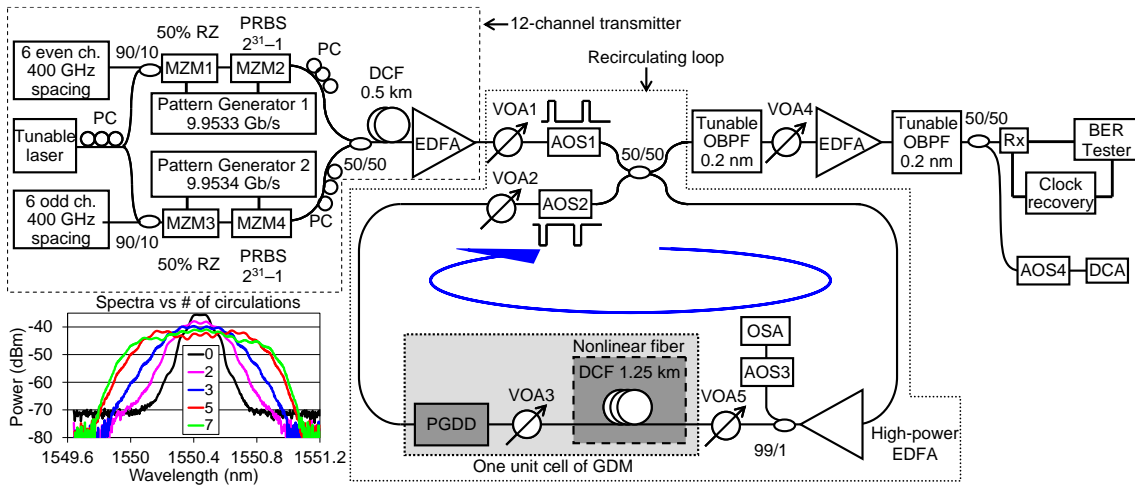 12-channel transmitter
6 even ch.
400 GHz
spacing
90/10
50% RZ
MZM1
PRBS
2³¹–1
MZM2
PC
Pattern Generator 1
9.9533 Gb/s
PC
Tunable
laser
Pattern Generator 2
9.9534 Gb/s
6 odd ch.
400 GHz
spacing
90/10
MZM3
MZM4
50% RZ
PRBS
2³¹–1
PC
50/50
DCF
0.5 km
EDFA
Recirculating loop
VOA1
AOS1
VOA2
AOS2
50/50
Tunable
OBPF
0.2 nm
VOA4
EDFA
Tunable
OBPF
0.2 nm
50/50
Rx
BER
Tester
Clock
recovery
AOS4
DCA
Spectra vs # of circulations
Power (dBm)
-40
-50
-60
-70
-80
0
2
3
5
7
1549.6
1550
1550.4
1550.8
1551.2
Wavelength (nm)
Nonlinear fiber
DCF 1.25 km
PGDD
VOA3
One unit cell of GDM
VOA5
OSA
AOS3
99/1
High-power
EDFA